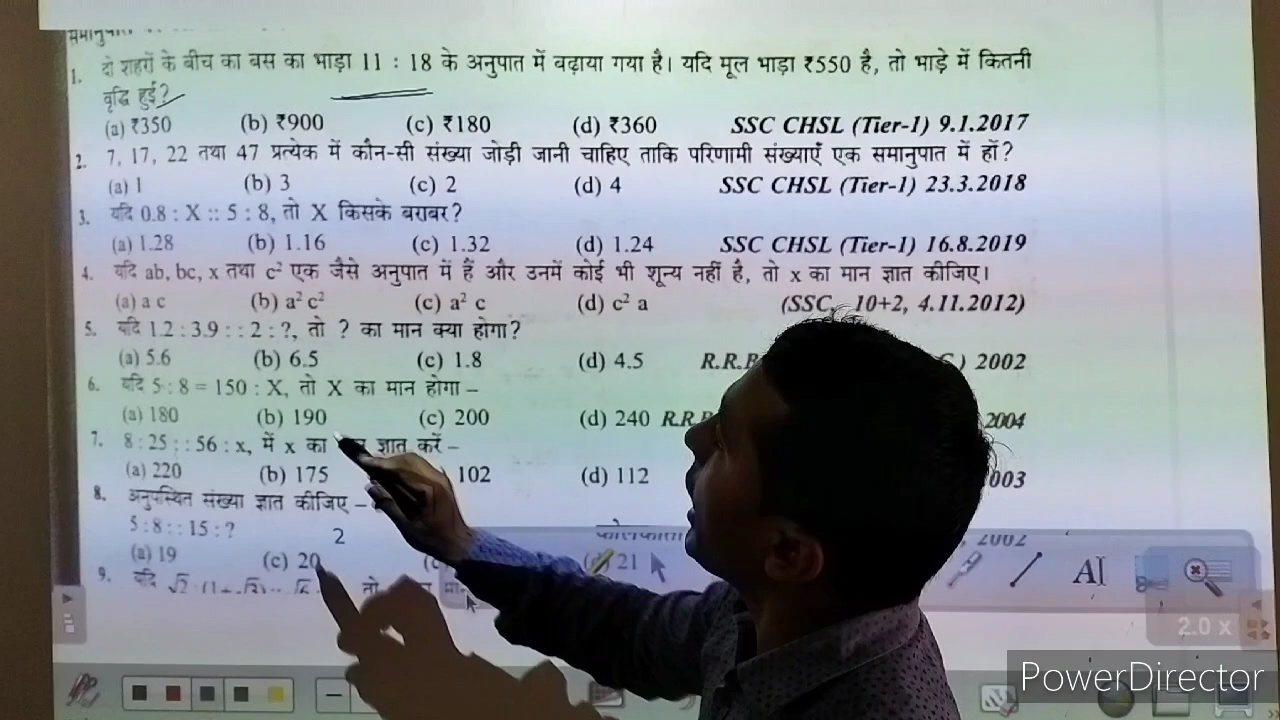 1. दो शहरों के बीच का बस का भाड़ा 11 : 18 के अनुपात में बढ़ाया गया है। यदि मूल भाड़ा ₹550 है, तो भाड़े में कितनी
वृद्धि हुई?
(a) ₹350 (b) ₹900 (c) ₹180 (d) ₹360 SSC CHSL (Tier-1) 9.1.2017
2. 7, 17, 22 तथा 47 प्रत्येक में कौन-सी संख्या जोड़ी जानी चाहिए ताकि परिणामी संख्याएँ एक समानुपात में हों?
(a) 1 (b) 3 (c) 2 (d) 4 SSC CHSL (Tier-1) 23.3.2018
3. यदि 0.8 : X :: 5 : 8, तो X किसके बराबर?
(a) 1.28 (b) 1.16 (c) 1.32 (d) 1.24 SSC CHSL (Tier-1) 16.8.2019
4. यदि ab, bc, x तथा c² एक जैसे अनुपात में हैं और उनमें कोई भी शून्य नहीं है, तो x का मान ज्ञात कीजिए।
(a) a c (b) a² c² (c) a² c (d) c² a (SSC, 10+2, 4.11.2012)
5. यदि 1.2 : 3.9 : : 2 : ?, तो ? का मान क्या होगा?
(a) 5.6 (b) 6.5 (c) 1.8 (d) 4.5 R.R.B ) 2002
6. यदि 5 : 8 = 150 : X, तो X का मान होगा –
(a) 180 (b) 190 (c) 200 (d) 240 R.R.B 2004
7. 8 : 25 : : 56 : x, में x का ज्ञात करें –
(a) 220 (b) 175 102 (d) 112 003
8. अनुपस्थित संख्या ज्ञात कीजिए –
5 : 8 : : 15 : ? 2 2002
(a) 19 (c) 20 21
9. यदि तो
AI
2.0 x
PowerDirector